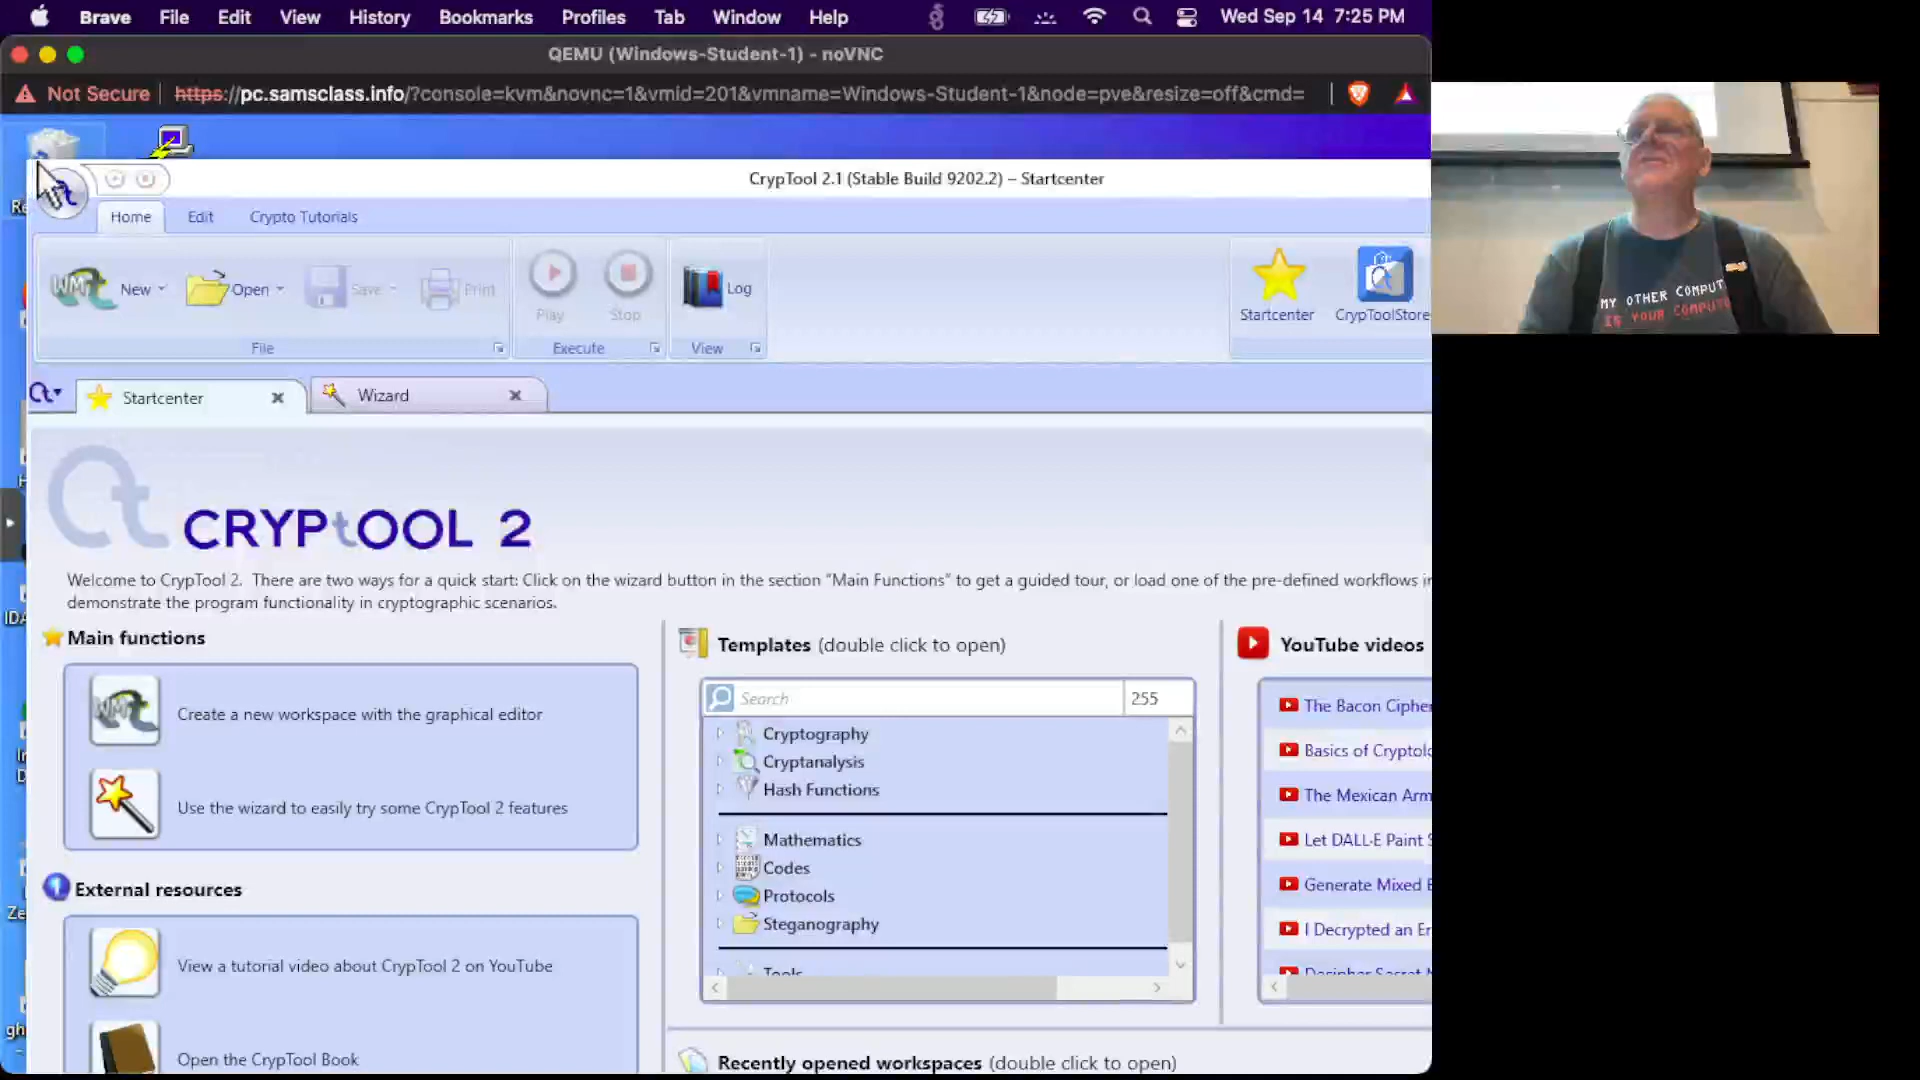 Brave File Edit View History Bookmarks Profiles Tab Window Help Wed Sep 14 7:25 PM
QEMU (Windows-Student-1) - noVNC
Not Secure https://pc.samsclass.info/?console=kvm&novnc=1&vmid=201&vmname=Windows-Student-1&node=pve&resize=off&cmd=
CrypTool 2.1 (Stable Build 9202.2) – Startcenter
Home Edit Crypto Tutorials
New Open Save Print Play Stop Log Startcenter CrypToolStore
File Execute View
Startcenter Wizard
CRYPtOOL 2
Welcome to CrypTool 2. There are two ways for a quick start: Click on the wizard button in the section "Main Functions" to get a guided tour, or load one of the pre-defined workflows
demonstrate the program functionality in cryptographic scenarios.
Main functions
Create a new workspace with the graphical editor
Use the wizard to easily try some CrypTool 2 features
External resources
View a tutorial video about CrypTool 2 on YouTube
Open the CrypTool Book
Templates (double click to open)
Search 255
Cryptography
Cryptanalysis
Hash Functions
Mathematics
Codes
Protocols
Steganography
Tools
Recently opened workspaces (double click to open)
YouTube videos
The Bacon Cipher
Basics of Cryptol
The Mexican Arm
Let DALL·E Paint
Generate Mixed
I Decrypted an
MY OTHER COMPUT
IS YOUR COMPUT